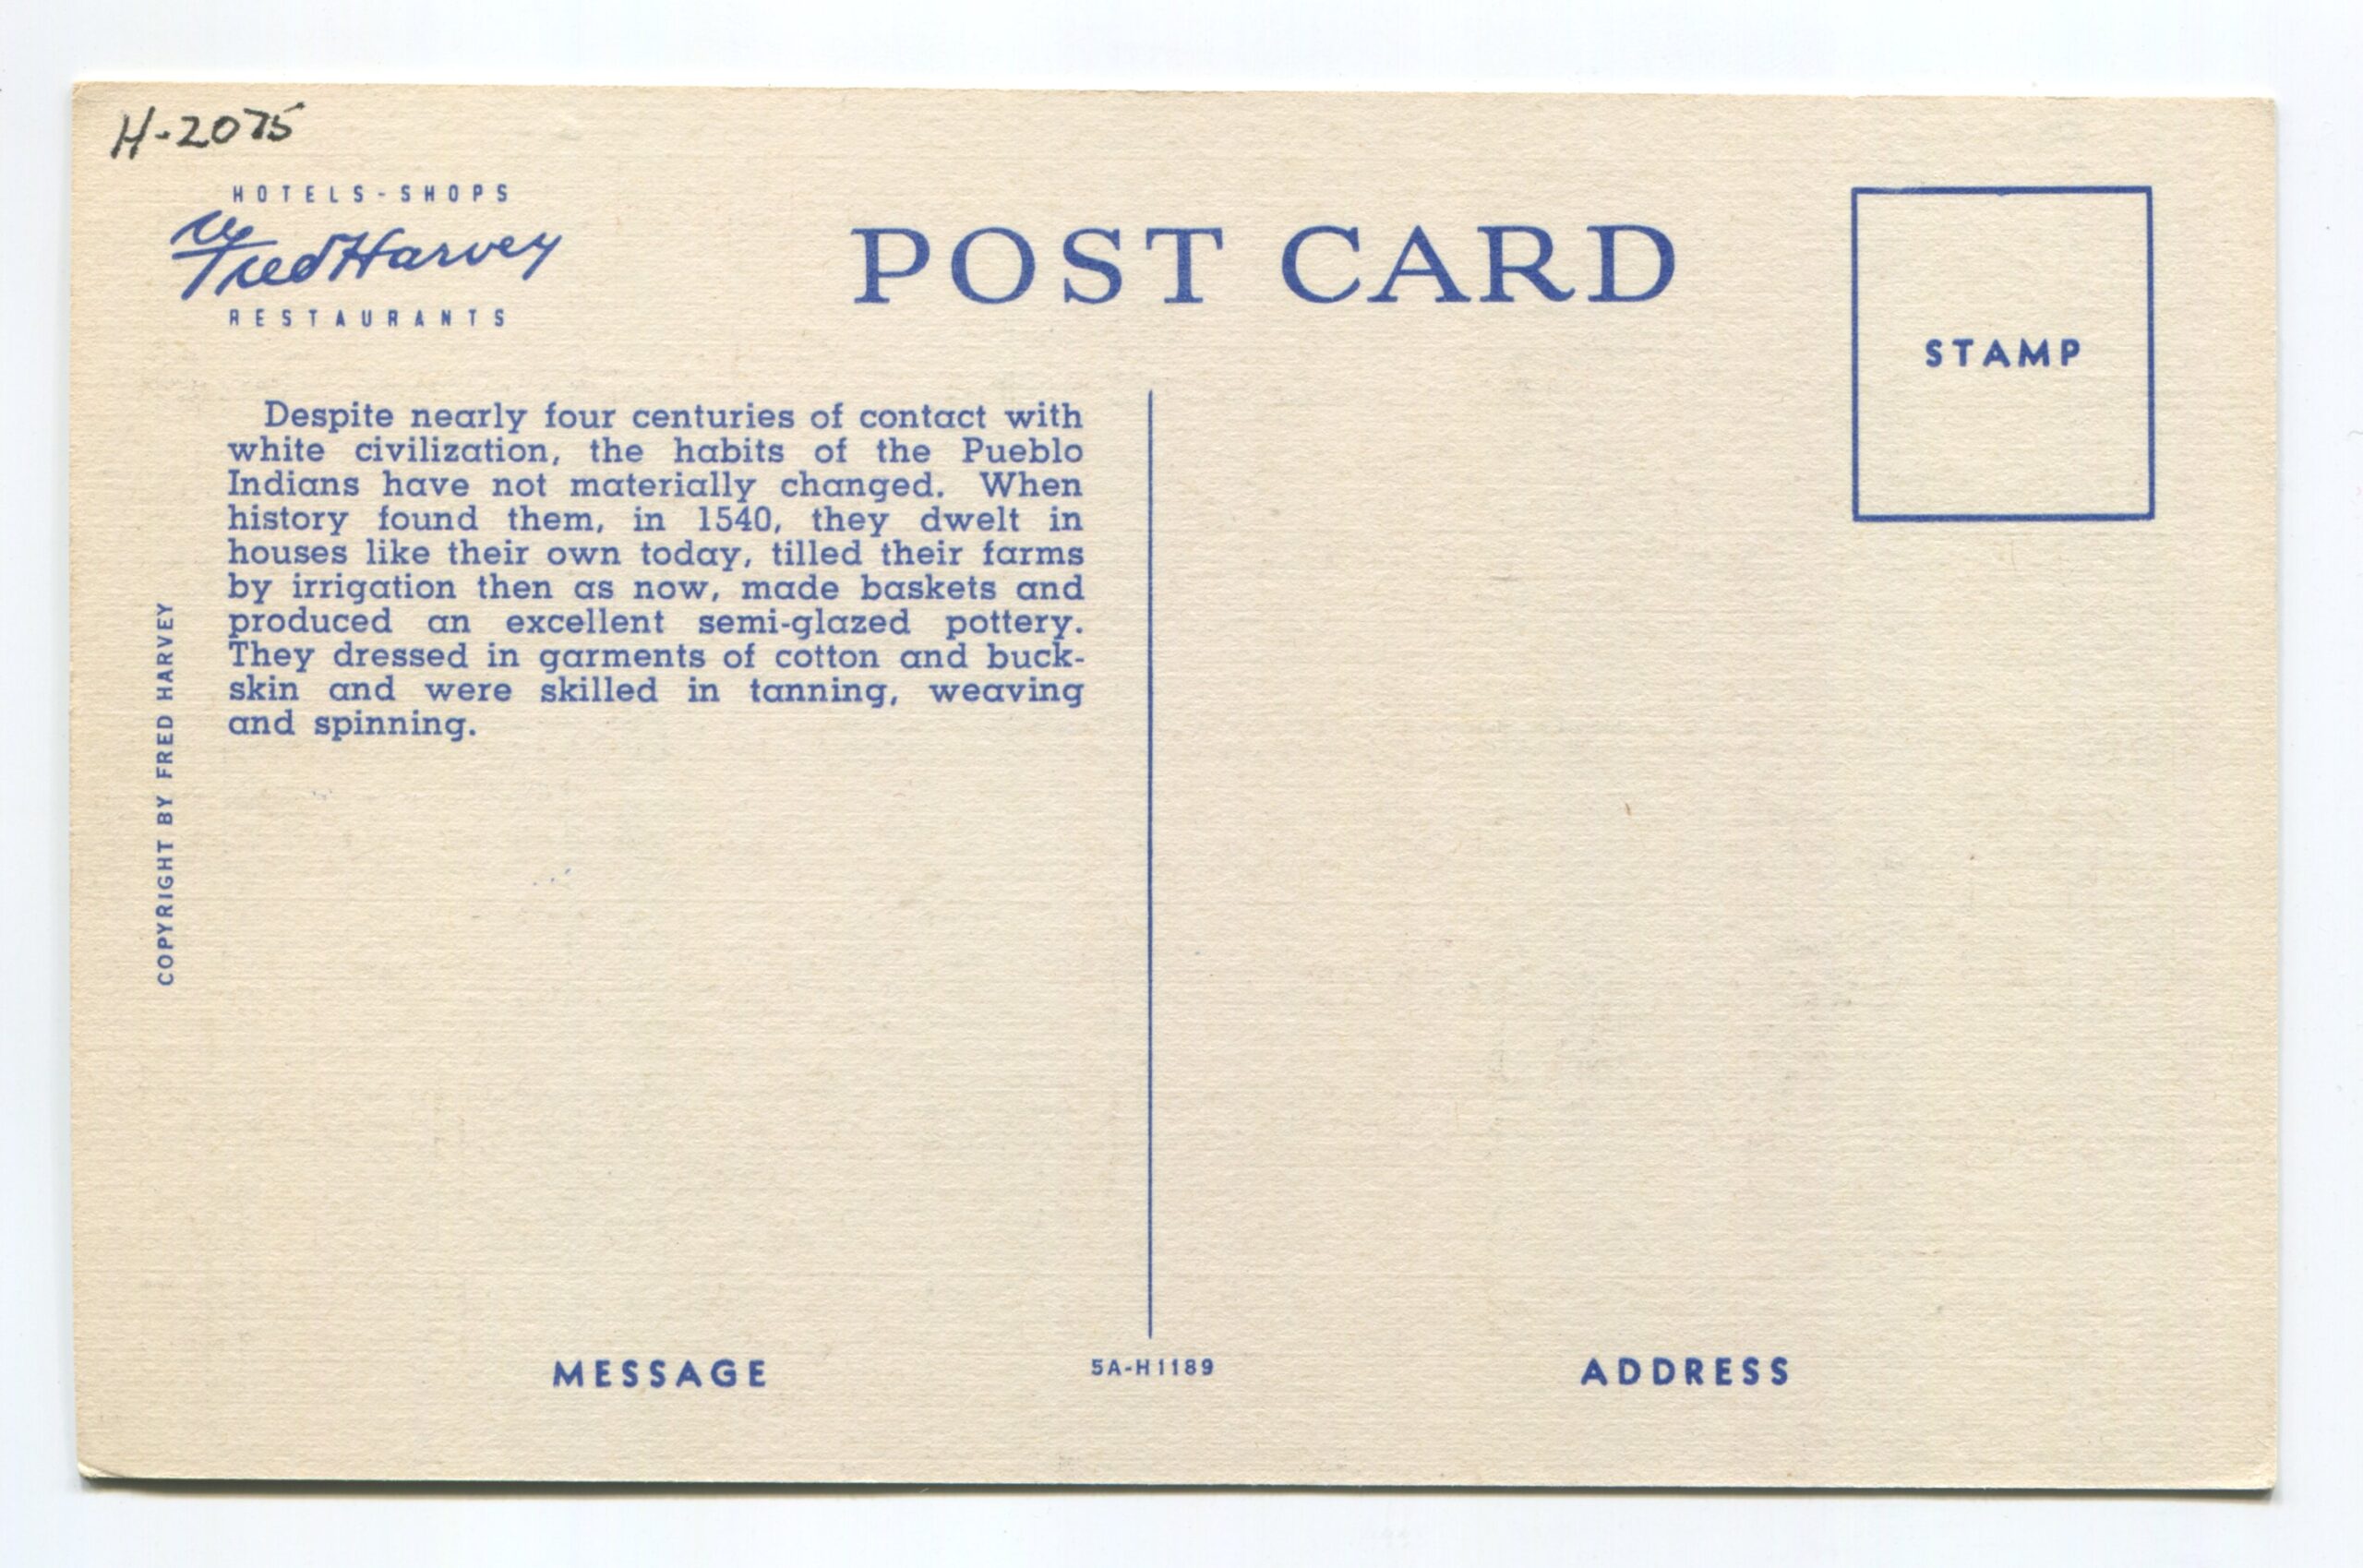 H-2075
HOTELS-SHOPS
Fred Harvey
RESTAURANTS
POST CARD
STAMP
Despite nearly four centuries of contact with
white civilization, the habits of the Pueblo
Indians have not materially changed. When
history found them, in 1540, they dwelt in
houses like their own today, tilled their farms
by irrigation then as now, made baskets and
produced an excellent semi-glazed pottery.
They dressed in garments of cotton and buck-
skin and were skilled in tanning, weaving
and spinning.
COPYRIGHT BY FRED HARVEY
MESSAGE
5A-H1189
ADDRESS